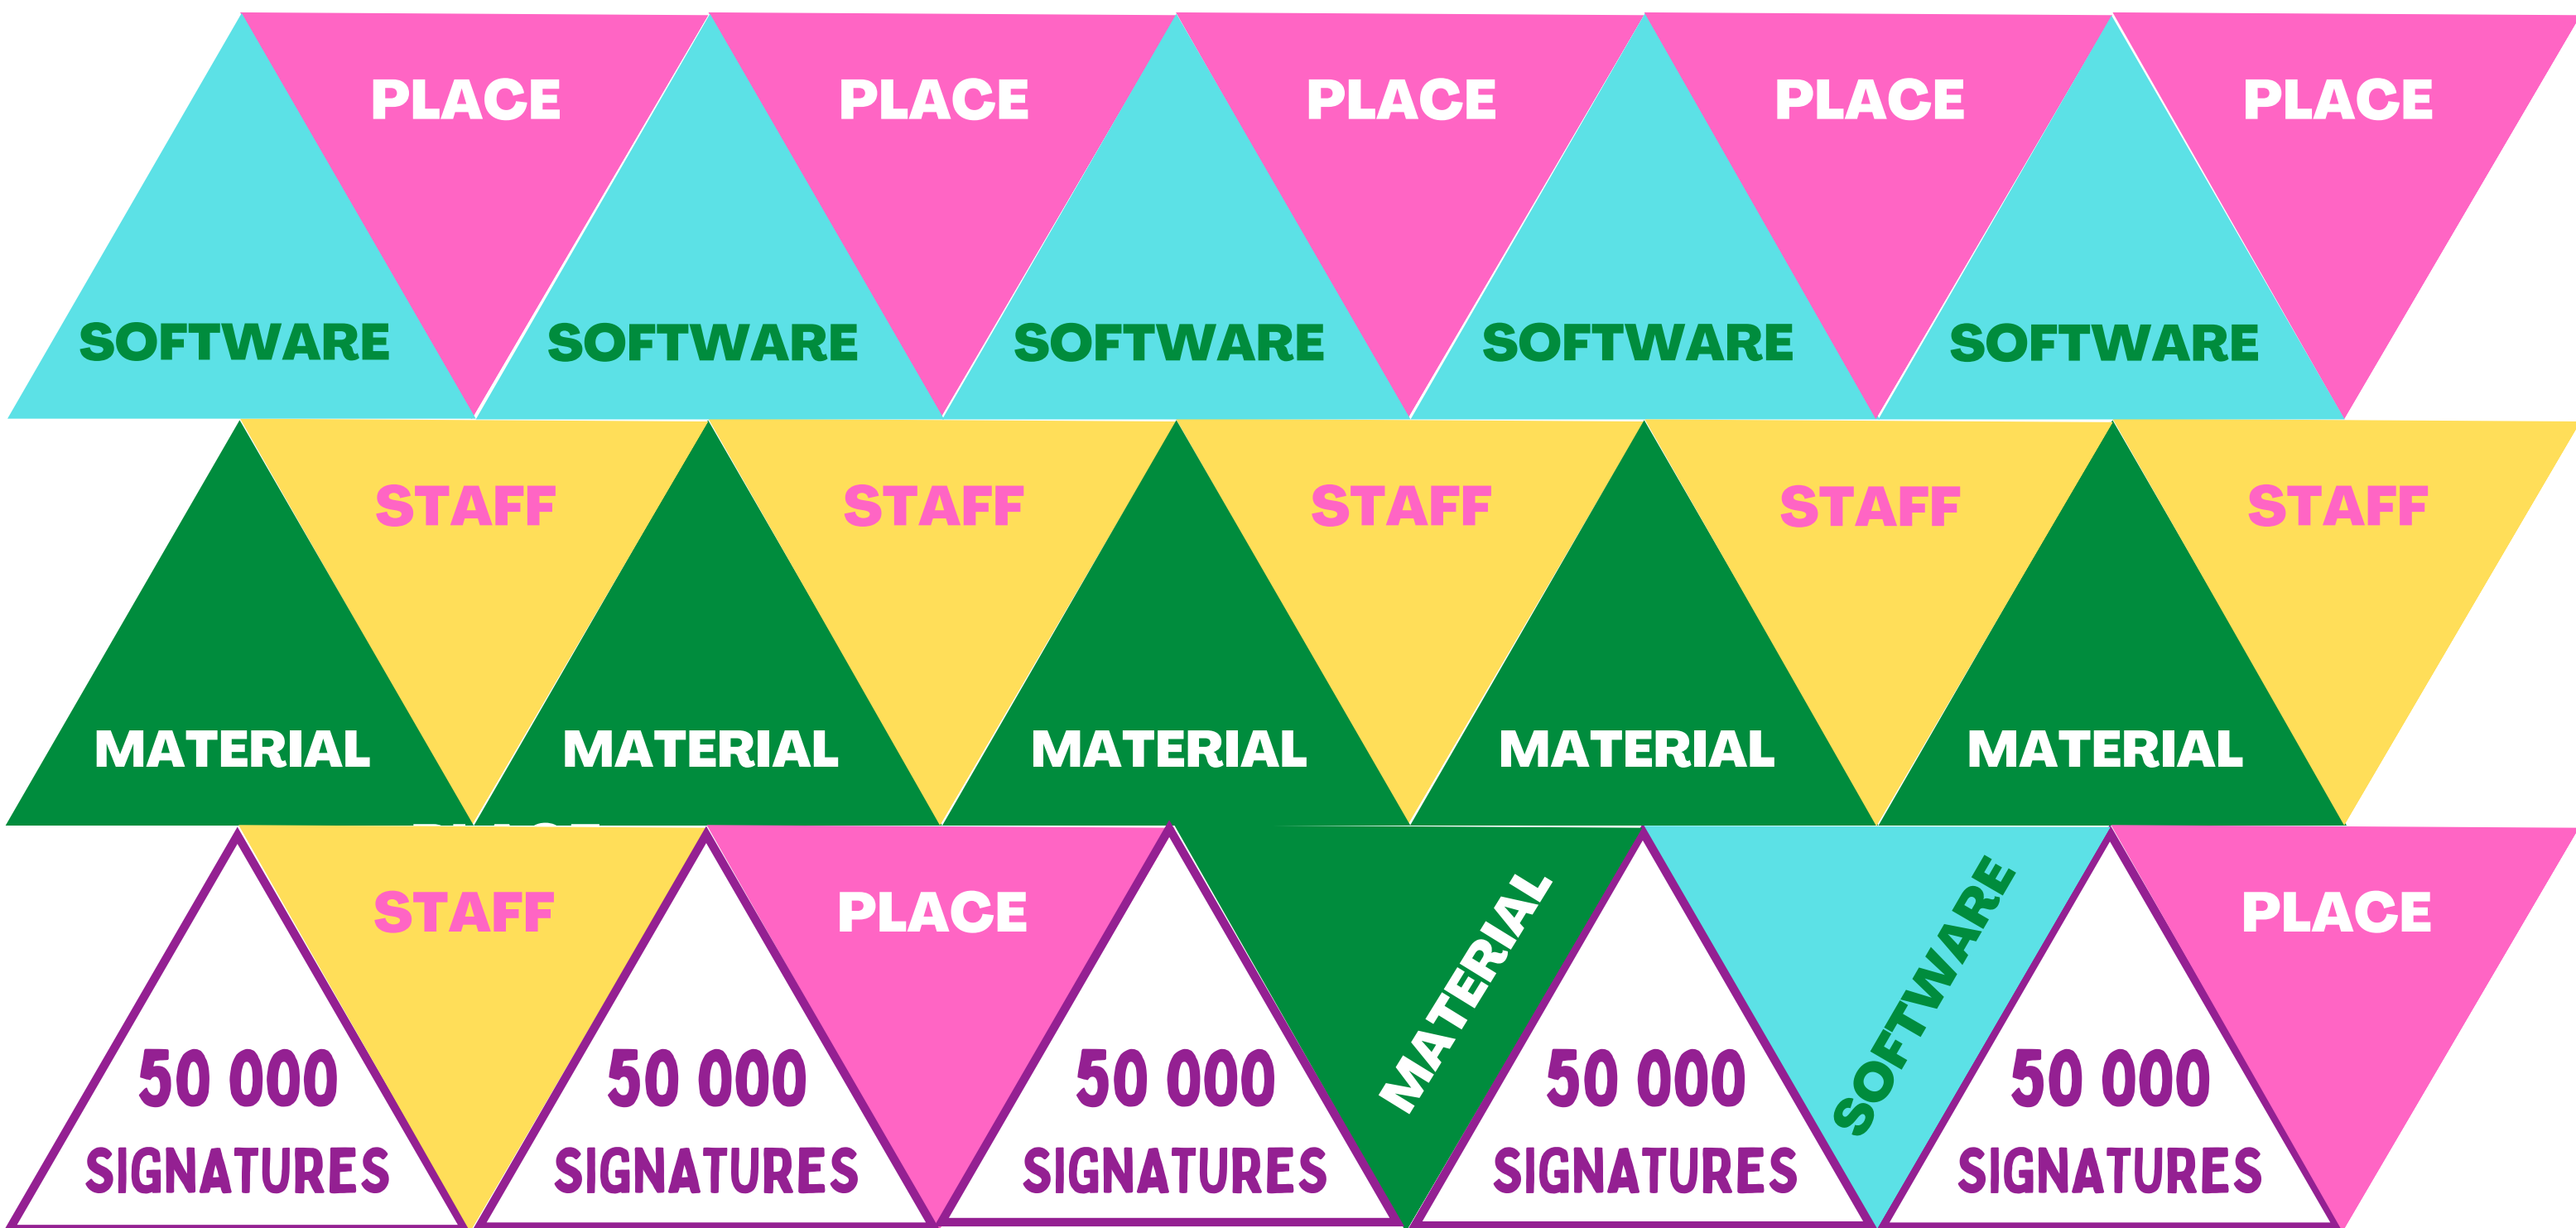 PLACE PLACE PLACE PLACE PLACE
SOFTWARE SOFTWARE SOFTWARE SOFTWARE SOFTWARE
STAFF STAFF STAFF STAFF STAFF
MATERIAL MATERIAL MATERIAL MATERIAL MATERIAL
STAFF PLACE MATERIAL SOFTWARE PLACE
50 000 50 000 50 000 50 000 50 000
SIGNATURES SIGNATURES SIGNATURES SIGNATURES SIGNATURES